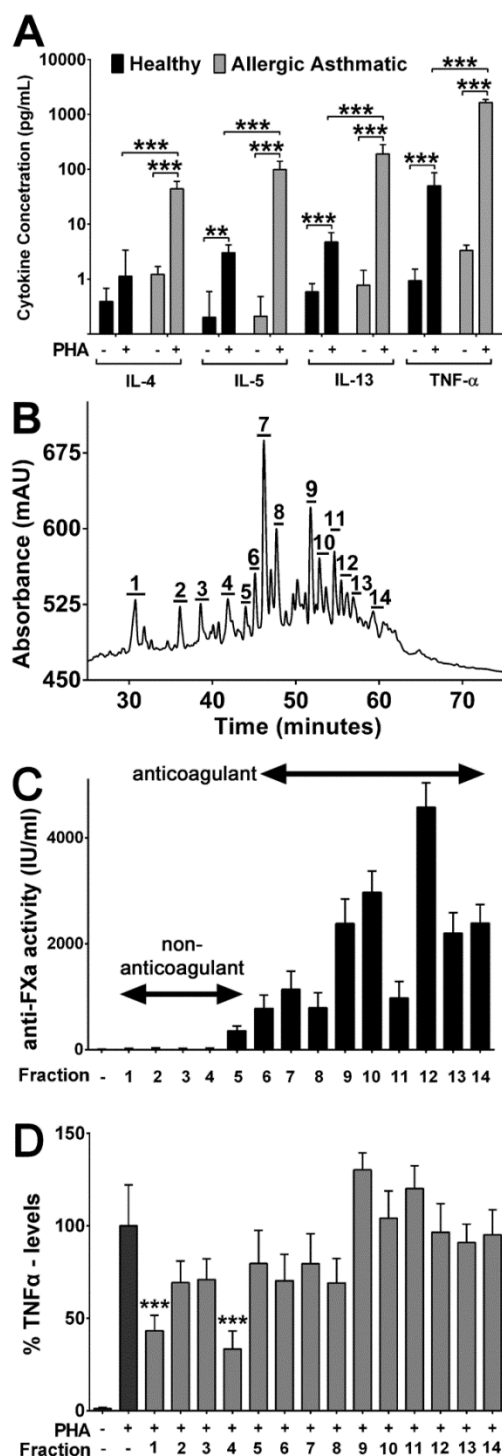 A
Healthy Allergic Asthmatic
Cytokine Concetration (pg/mL)
10000
1000
100
10
1
*** *** *** ***
*** *** *** ***
** *** ***
PHA - + - + - + - + - + - + - + - +
IL-4 IL-5 IL-13 TNF-α
B
Absorbance (mAU)
675
600
525
450
1 2 3 4 5 6 7 8 9 10 11 12 13 14
30 40 50 60 70
Time (minutes)
C
anti-FXa activity (IU/ml)
anticoagulant
non-
anticoagulant
4000
2000
0
Fraction - 1 2 3 4 5 6 7 8 9 10 11 12 13 14
D
% TNFα - levels
150
100
50
0
*** ***
PHA - + + + + + + + + + + + + + + +
Fraction - - 1 2 3 4 5 6 7 8 9 10 11 12 13 14